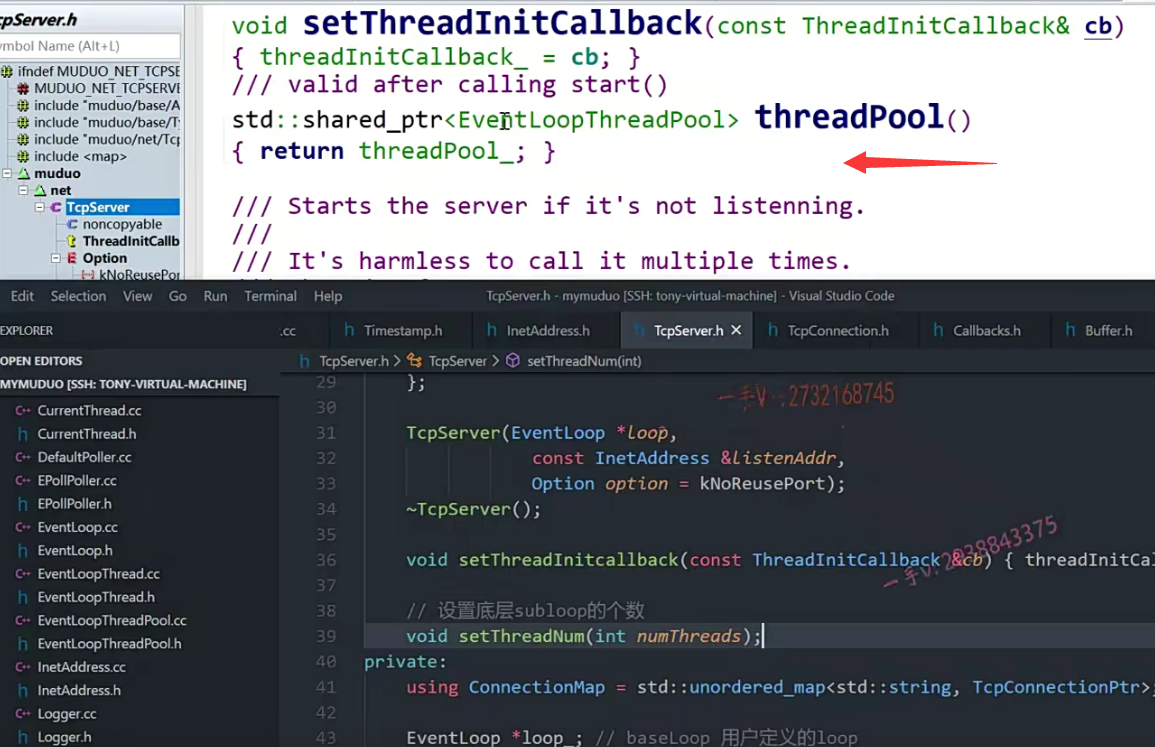 cpServer.h
ymbol Name (Alt+L)
ifndef MUDUO_NET_TCPSE
MUDUO_NET_TCPSERVE
include "muduo/base/A
include "muduo/base/Ty
include "muduo/net/Tcp
include <map>
muduo
net
TcpServer
noncopyable
ThreadInitCallb
Option
kNoReusePor
void setThreadInitCallback(const ThreadInitCallback& cb)
{ threadInitCallback_ = cb; }
/// valid after calling start()
std::shared_ptr<EventLoopThreadPool> threadPool()
{ return threadPool_; }
/// Starts the server if it's not listenning.
///
/// It's harmless to call it multiple times.
Edit Selection View Go Run Terminal Help TcpServer.h - mymuduo [SSH: tony-virtual-machine] - Visual Studio Code
EXPLORER
.cc Timestamp.h InetAddress.h TcpServer.h TcpConnection.h Callbacks.h Buffer.h
OPEN EDITORS
MYMUDUO [SSH: TONY-VIRTUAL-MACHINE]
CurrentThread.cc
CurrentThread.h
DefaultPoller.cc
EPollPoller.cc
EPollPoller.h
EventLoop.cc
EventLoop.h
EventLoopThread.cc
EventLoopThread.h
EventLoopThreadPool.cc
EventLoopThreadPool.h
InetAddress.cc
InetAddress.h
Logger.cc
Logger.h
TcpServer.h > TcpServer > setThreadNum(int)
29 };
30
31 TcpServer(EventLoop *loop,
32 const InetAddress &listenAddr,
33 Option option = kNoReusePort);
34 ~TcpServer();
35
36 void setThreadInitcallback(const ThreadInitCallback &cb) { threadInitCal
37
38 // 设置底层subloop的个数
39 void setThreadNum(int numThreads);
40 private:
41 using ConnectionMap = std::unordered_map<std::string, TcpConnectionPtr>;
42
43 EventLoop *loop_; // baseLoop 用户定义的loop
一手V:2732168745
一手V:2938843375